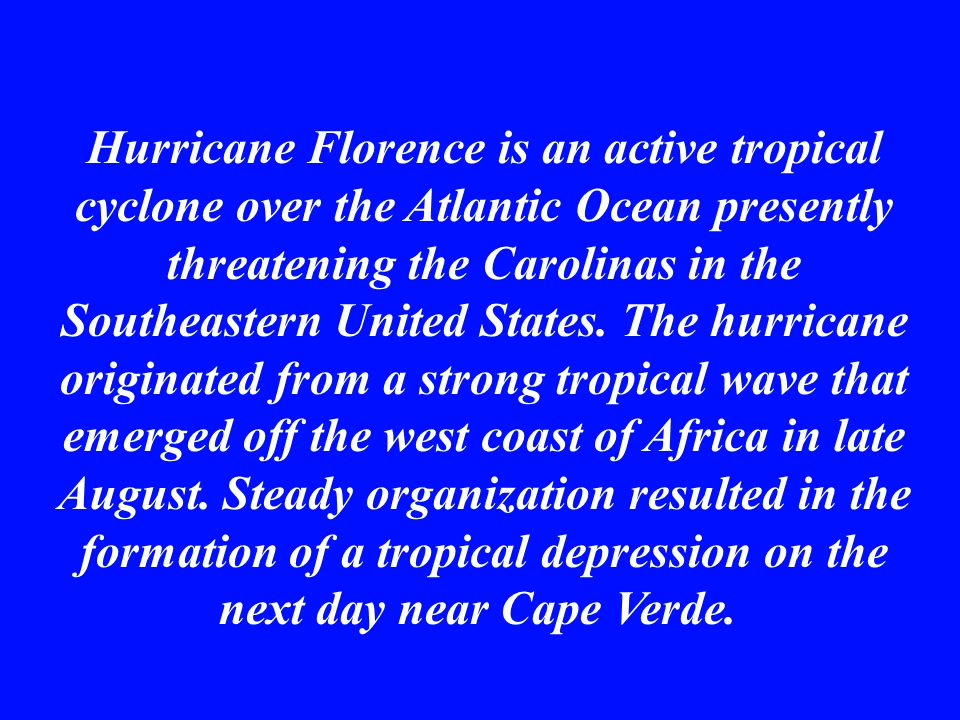 Hurricane Florence is an active tropical
cyclone over the Atlantic Ocean presently
threatening the Carolinas in the
Southeastern United States. The hurricane
originated from a strong tropical wave that
emerged off the west coast of Africa in late
August. Steady organization resulted in the
formation of a tropical depression on the
next day near Cape Verde.